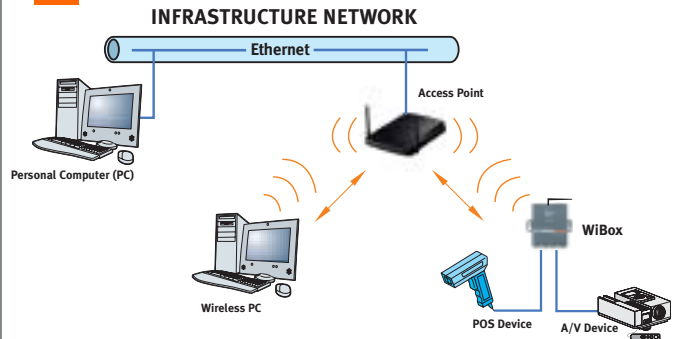 INFRASTRUCTURE NETWORK
Ethernet
Access Point
Personal Computer (PC)
WiBox
Wireless PC
POS Device
A/V Device